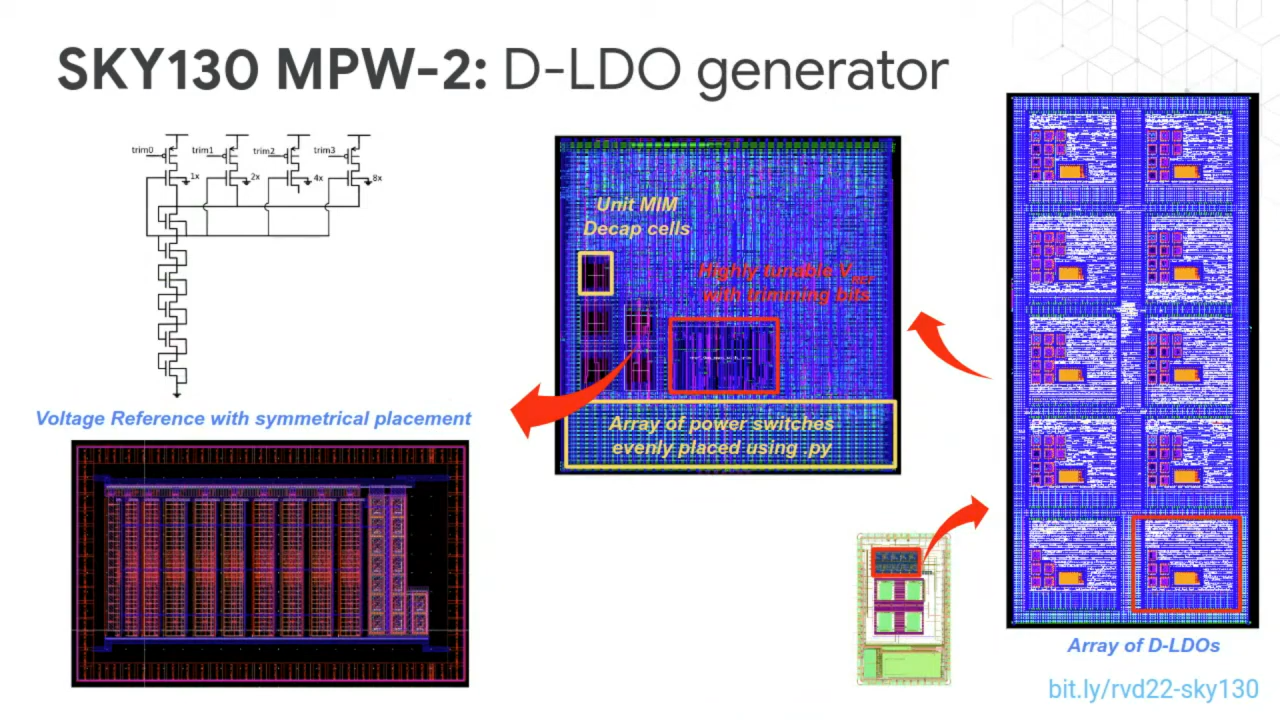 SKY130 MPW-2: D-LDO generator
trim0
trim1
trim2
trim3
1x
2x
4x
8x
Voltage Reference with symmetrical placement
Unit MIM
Decap cells
Highly tunable VREF
with trimming bits
Array of power switches
evenly placed using .py
Array of D-LDOs
bit.ly/rvd22-sky130